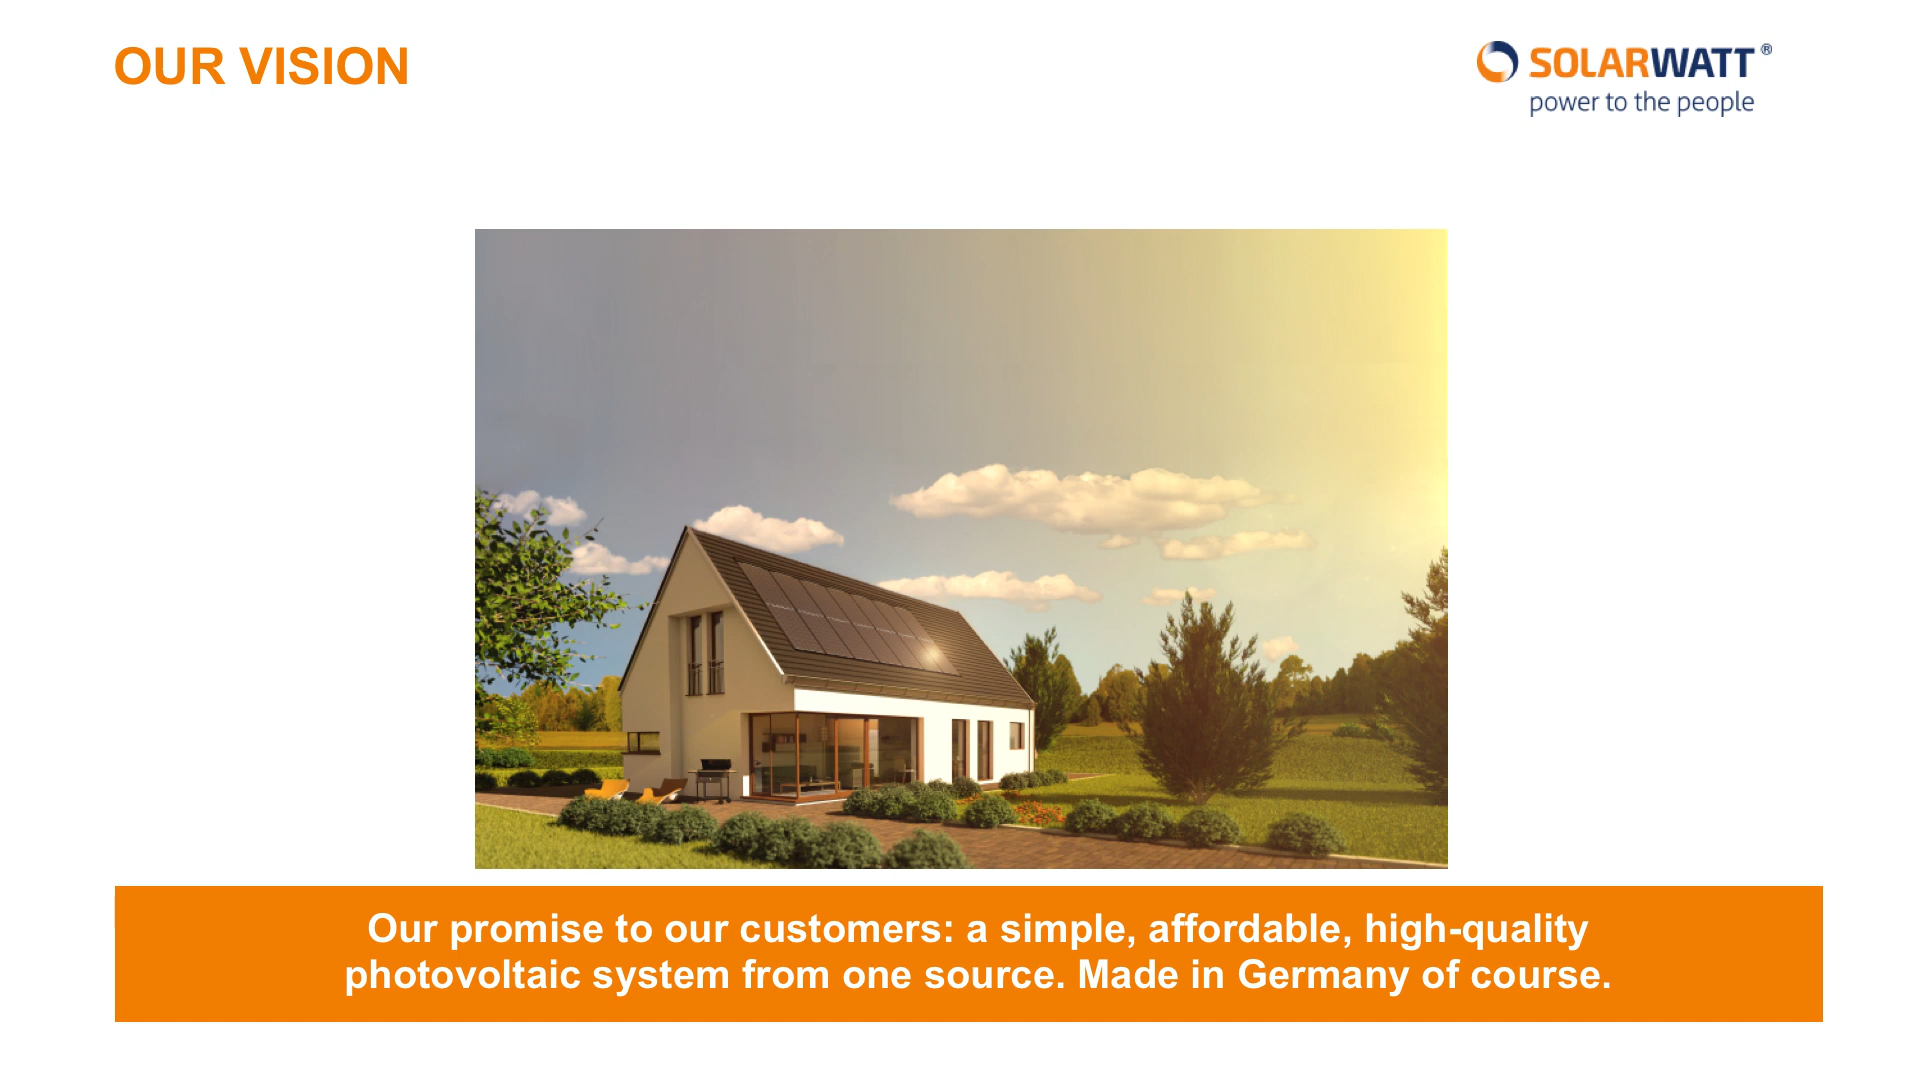 OUR VISION
SOLARWATT®
power to the people
Our promise to our customers: a simple, affordable, high-quality
photovoltaic system from one source. Made in Germany of course.